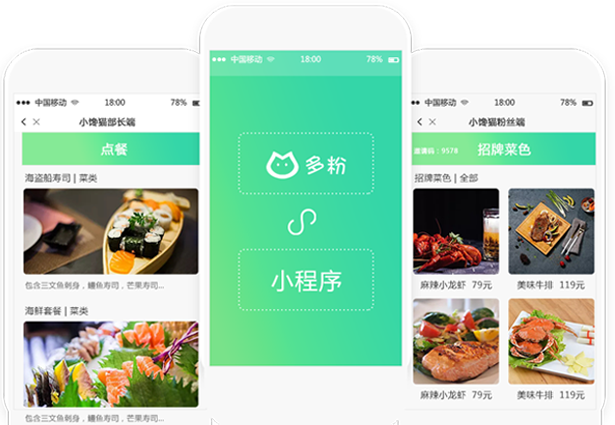 中国移动 18:00 78%
小馋猫部长端
点餐
海盗船寿司 | 菜类
包含三文鱼刺身，鳗鱼寿司，芒果寿...
海鲜套餐 | 菜类
包含三文鱼刺身，鳗鱼寿司，芒果寿...
中国移动 18:00 78%
多粉
小程序
中国移动 18:00 78%
小馋猫粉丝端
邀请码：9578 招牌菜色
招牌菜色 | 全部
麻辣小龙虾 79元 美味牛排 119元
麻辣小龙虾 79元 美味牛排 119元